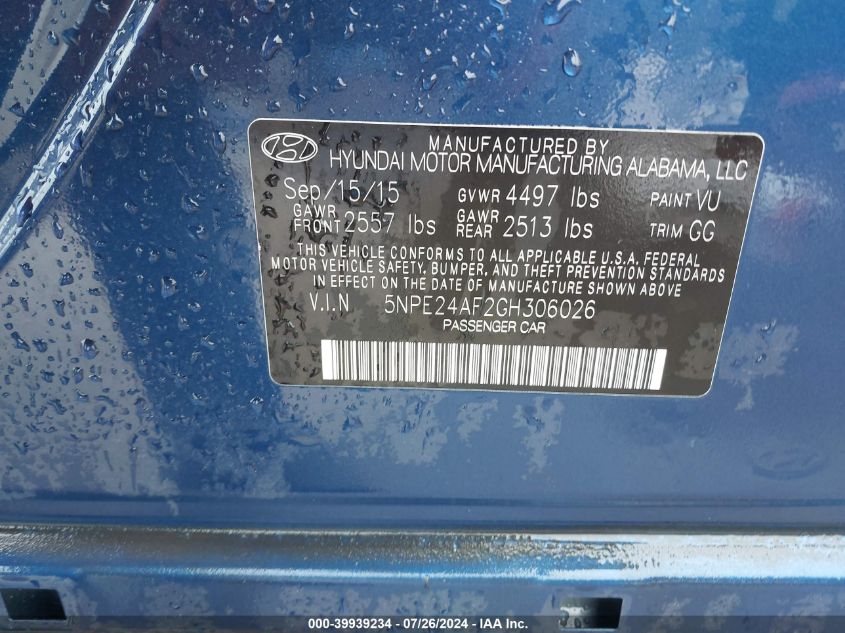 MANUFACTURED BY
HYUNDAI MOTOR MANUFACTURING ALABAMA, LLC
Sep/15/15 GVWR 4497 lbs PAINT VU
GAWR FRONT 2557 lbs GAWR REAR 2513 lbs TRIM GG
THIS VEHICLE CONFORMS TO ALL APPLICABLE U.S.A. FEDERAL
MOTOR VEHICLE SAFETY, BUMPER, AND THEFT PREVENTION STANDARDS
IN EFFECT ON THE DATE OF MANUFACTURE SHOWN ABOVE.
V.I.N 5NPE24AF2GH306026
PASSENGER CAR
000-39939234 - 07/26/2024 - IAA Inc.